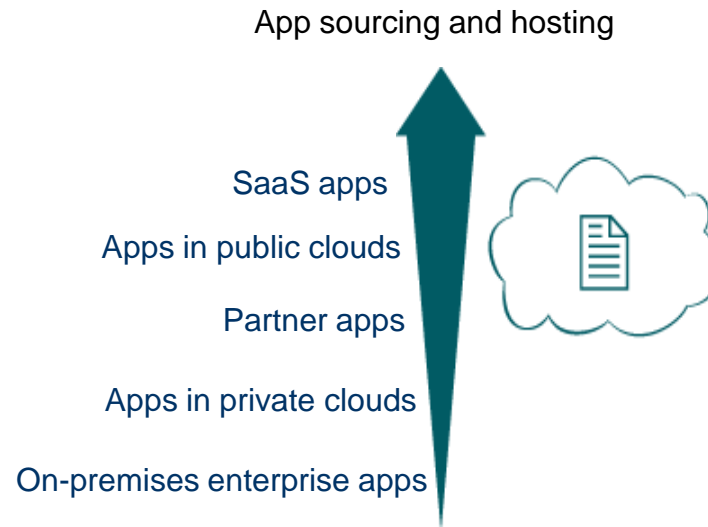 App sourcing and hosting
SaaS apps
Apps in public clouds
Partner apps
Apps in private clouds
On-premises enterprise apps